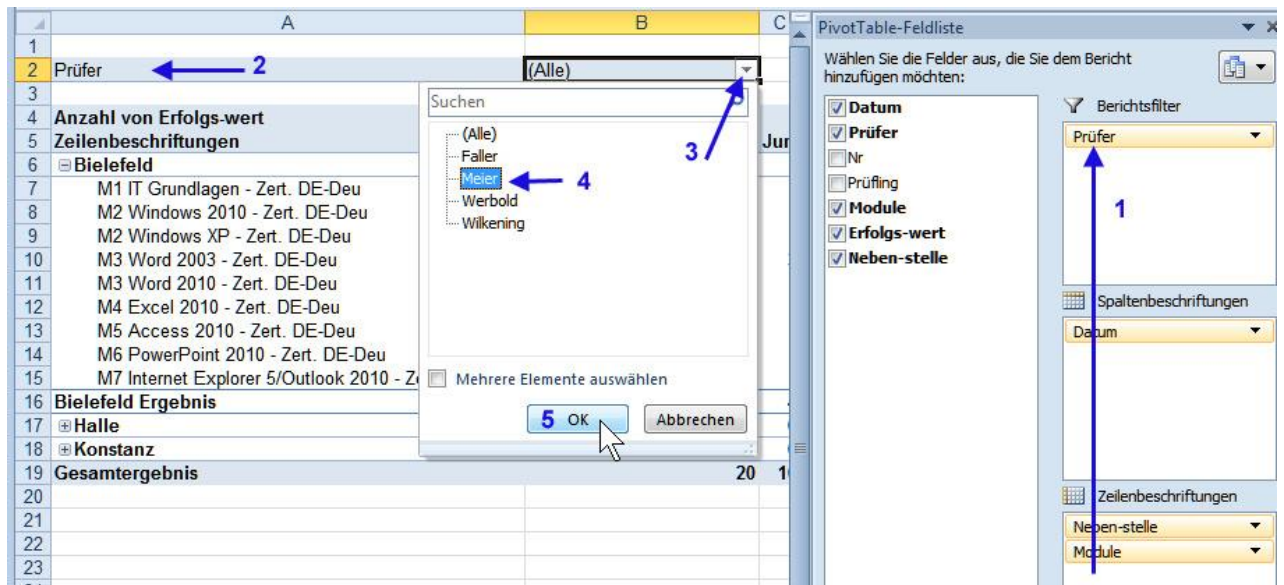 A B C
1
2 Prüfer 2 (Alle)
3
4 Anzahl von Erfolgs-wert
5 Zeilenbeschriftungen
6 Bielefeld
7 M1 IT Grundlagen - Zert. DE-Deu
8 M2 Windows 2010 - Zert. DE-Deu
9 M2 Windows XP - Zert. DE-Deu
10 M3 Word 2003 - Zert. DE-Deu
11 M3 Word 2010 - Zert. DE-Deu
12 M4 Excel 2010 - Zert. DE-Deu
13 M5 Access 2010 - Zert. DE-Deu
14 M6 PowerPoint 2010 - Zert. DE-Deu
15 M7 Internet Explorer 5/Outlook 2010 -
16 Bielefeld Ergebnis
17 Halle
18 Konstanz
19 Gesamtergebnis 20
20
21
22
23
Suchen
(Alle)
Faller
3
Meier 4
Werbold
Wilkening
Mehrere Elemente auswählen
5 OK Abbrechen
PivotTable-Feldliste
Wählen Sie die Felder aus, die Sie dem Bericht
hinzufügen möchten:
Datum
Prüfer
Nr
Prüfling
Module
Erfolgs-wert
Neben-stelle
Berichtsfilter
Prüfer
1
Spaltenbeschriftungen
Datum
Zeilenbeschriftungen
Neben-stelle
Module